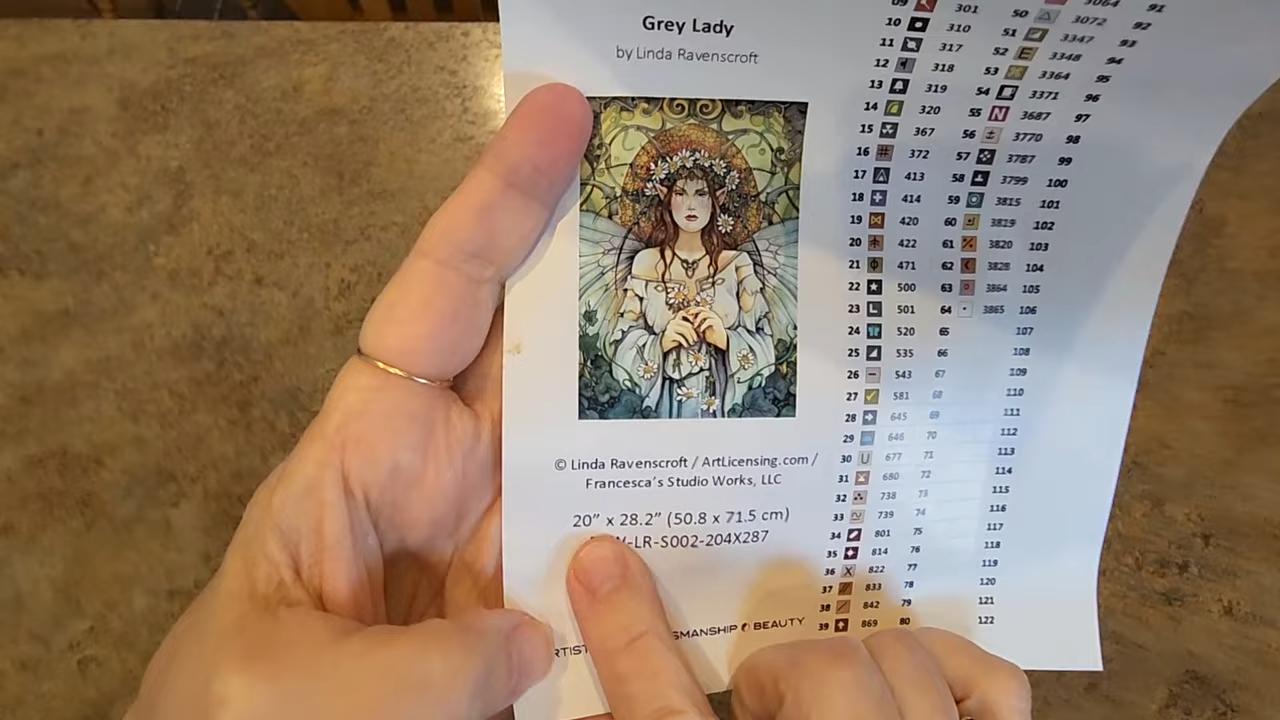 Grey Lady
by Linda Ravenscroft
© Linda Ravenscroft / ArtLicensing.com /
Francesca's Studio Works, LLC
20" x 28.2" (50.8 x 71.5 cm)
-LR-S002-204X287
BEAUTY
301 50 3064 91
10 310 51 3072 92
11 317 52 3347 93
12 318 53 3348 94
13 319 54 3364 95
14 320 55 3371 96
15 367 56 3687 97
16 372 57 3770 98
17 413 58 3787 99
18 414 59 3799 100
19 420 60 3815 101
20 422 61 3819 102
21 471 62 3820 103
22 500 63 3828 104
23 501 64 3864 105
24 520 65 3865 106
25 535 66 107
26 543 67 108
27 581 68 109
28 645 69 110
29 646 70 111
30 677 71 112
31 680 72 113
32 738 73 114
33 739 74 115
34 801 75 116
35 814 76 117
36 822 77 118
37 833 78 119
38 842 79 120
39 869 80 121
122